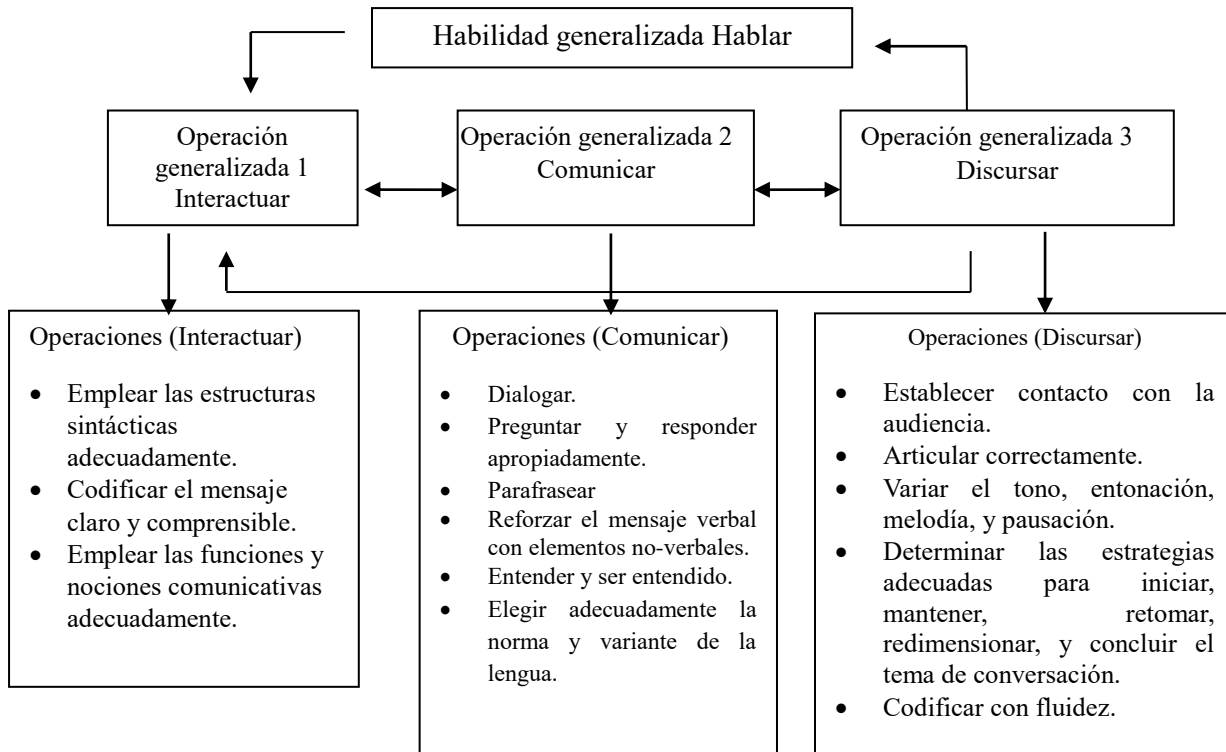 Habilidad generalizada Hablar
Operación
generalizada 1
Interactuar
Operación generalizada 2
Comunicar
Operación generalizada 3
Discursar
Operaciones (Interactuar)
• Emplear las estructuras
sintácticas
adecuadamente.
• Codificar el mensaje
claro y comprensible.
• Emplear las funciones y
nociones comunicativas
adecuadamente.
Operaciones (Comunicar)
• Dialogar.
• Preguntar y responder
apropiadamente.
• Parafrasear
• Reforzar el mensaje verbal
con elementos no-verbales.
• Entender y ser entendido.
• Elegir adecuadamente la
norma y variante de la
lengua.
Operaciones (Discursar)
• Establecer contacto con la
audiencia.
• Articular correctamente.
• Variar el tono, entonación,
melodía, y pausación.
• Determinar las estrategias
adecuadas para iniciar,
mantener, retomar,
redimensionar, y concluir el
tema de conversación.
• Codificar con fluidez.